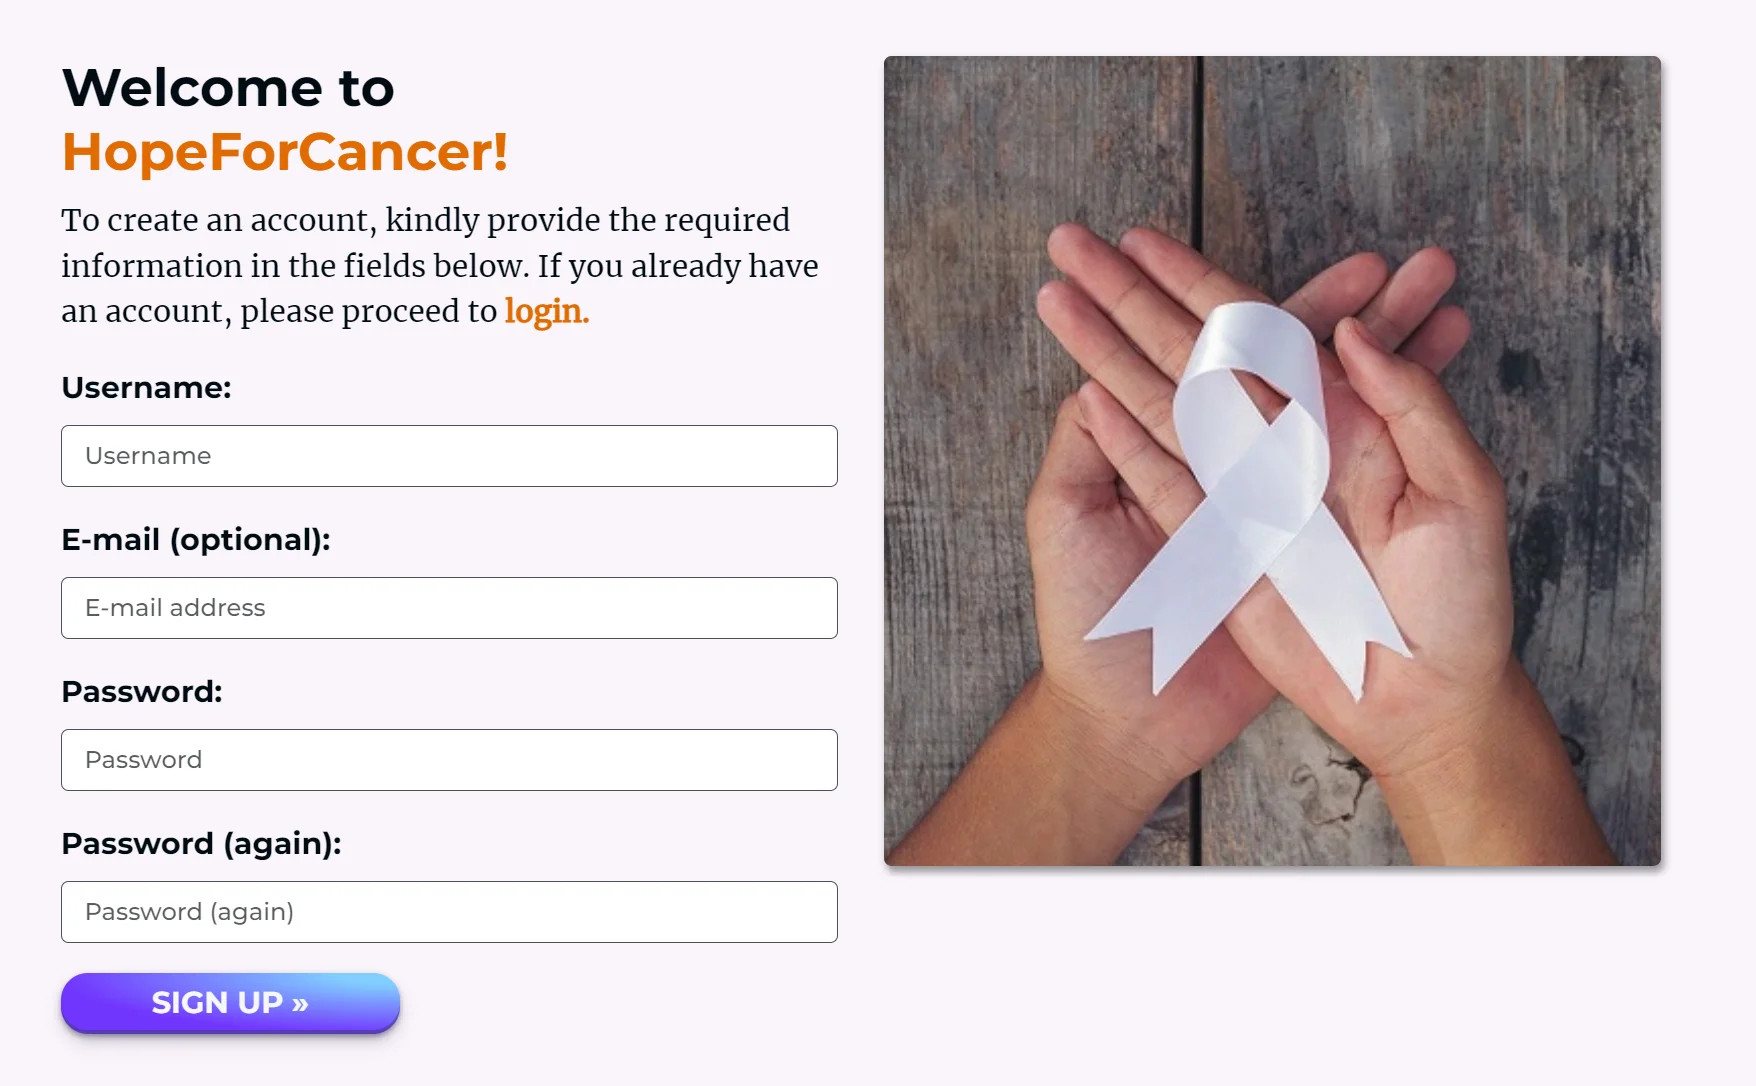 Welcome to
HopeForCancer!
To create an account, kindly provide the required
information in the fields below. If you already have
an account, please proceed to login.
Username:
Username
E-mail (optional):
E-mail address
Password:
Password
Password (again):
Password (again)
SIGN UP »